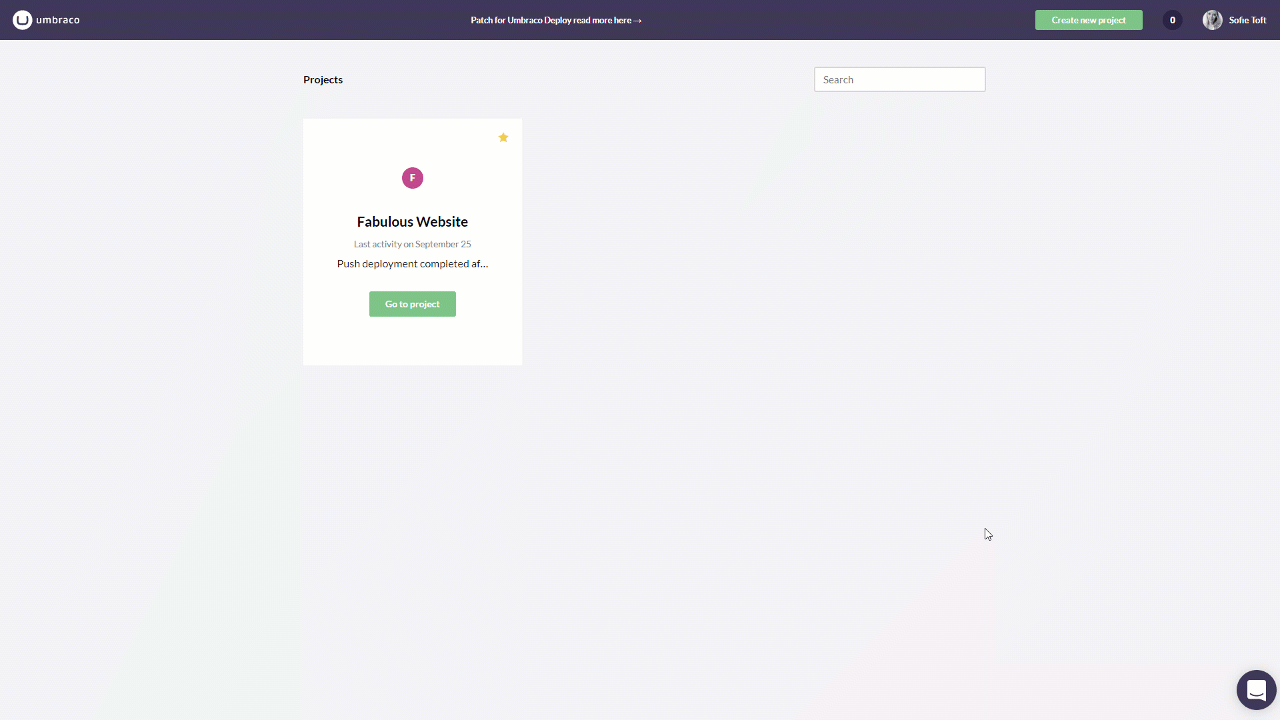 umbraco
Patch for Umbraco Deploy read more here →
Create new project
0
Sofie Toft
Projects
Search
F
Fabulous Website
Last activity on September 25
Push deployment completed af...
Go to project